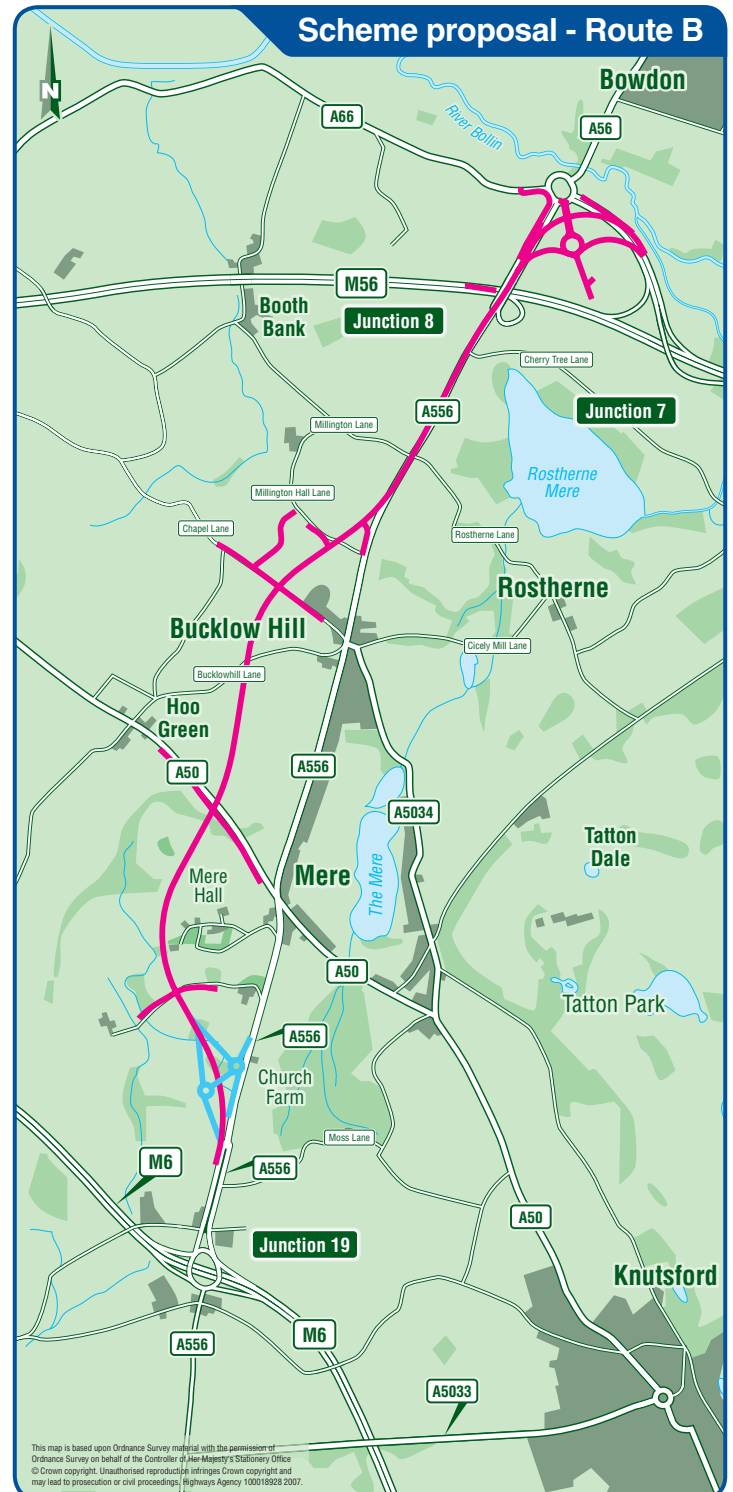 Scheme proposal - Route B
N
Bowdon
A66
A56
River Bollin
M56
Booth
Bank
Junction 8
Cherry Tree Lane
A556
Junction 7
Millington Lane
Rostherne
Mere
Millington Hall Lane
Chapel Lane
Rostherne Lane
Rostherne
Bucklow Hill
Cicely Mill Lane
Bucklowhill Lane
Hoo
Green
A50
A556
A5034
Tatton
Dale
Mere
Mere
Hall
The Mere
A50
Tatton Park
A556
Church
Farm
Moss Lane
M6
A556
A50
Junction 19
Knutsford
M6
A556
A5033
This map is based upon Ordnance Survey material with the permission of
Ordnance Survey on behalf of the Controller of Her Majesty's Stationery Office
© Crown copyright. Unauthorised reproduction infringes Crown copyright and
may lead to prosecution or civil proceedings. Highways Agency 100018928 2007.